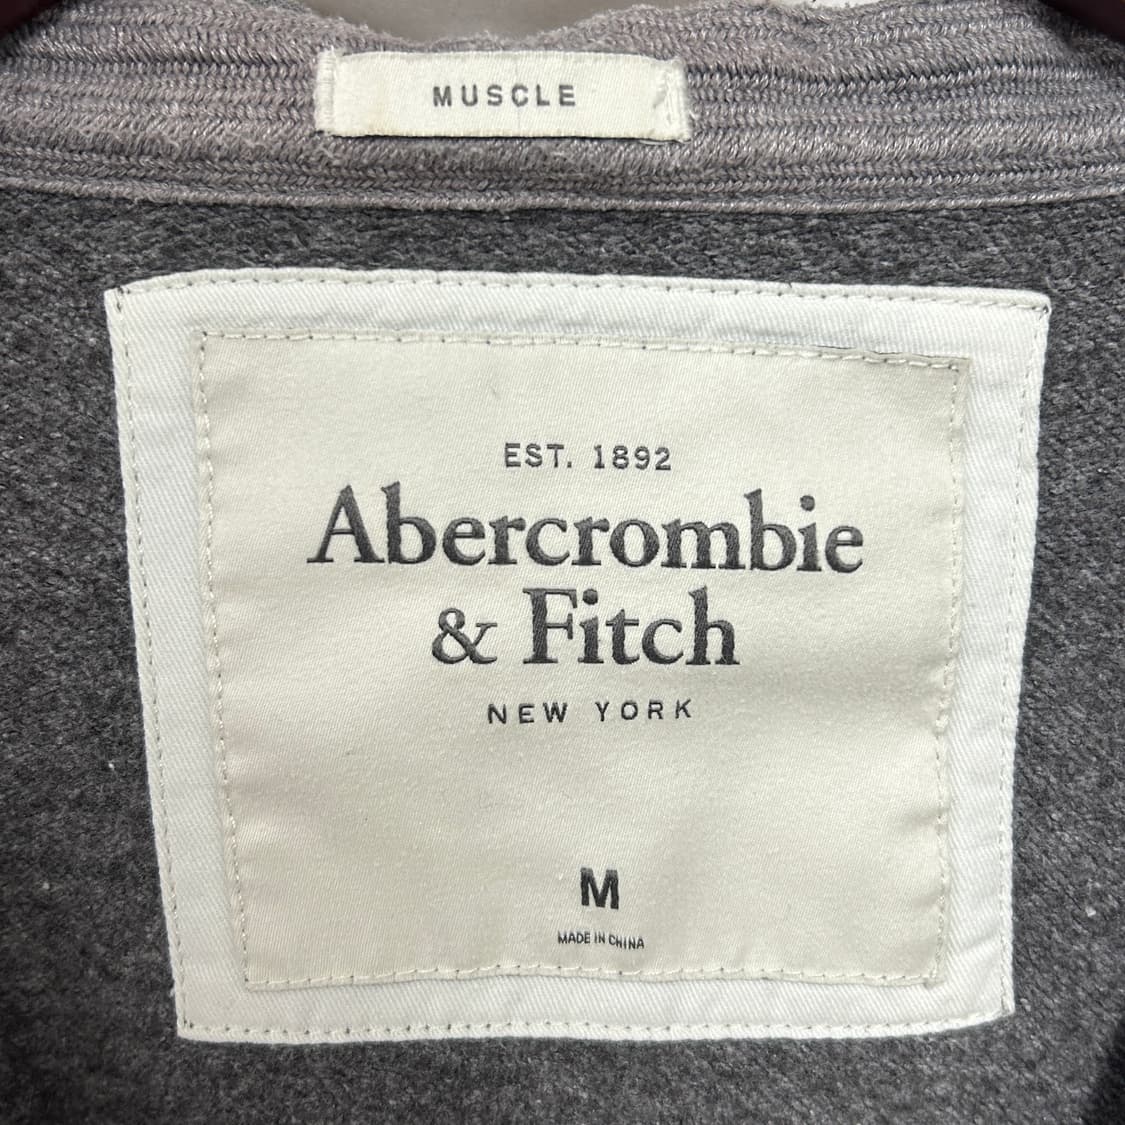 MUSCLE
EST. 1892
Abercrombie
& Fitch
NEW YORK
M
MADE IN CHINA